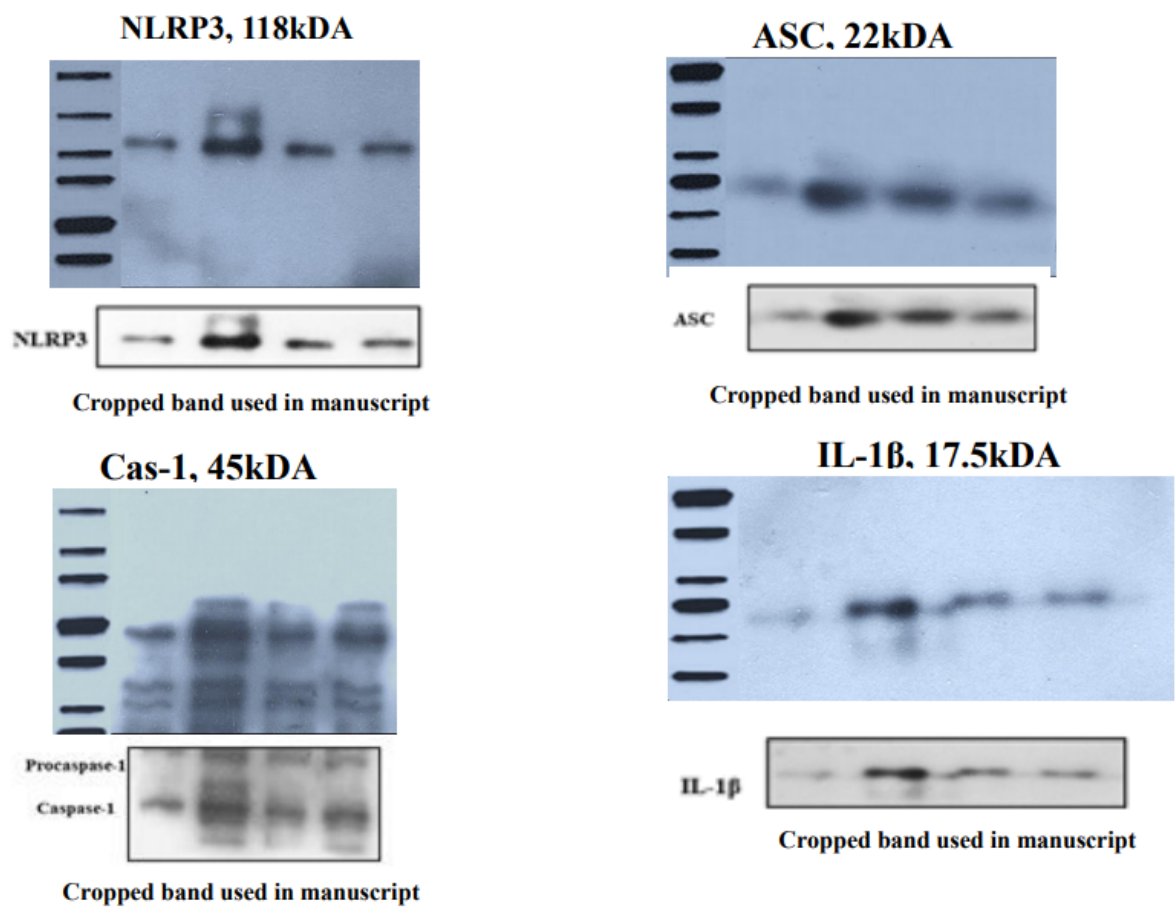 NLRP3, 118kDA
ASC, 22kDA
NLRP3
ASC
Cropped band used in manuscript
Cropped band used in manuscript
Cas-1, 45kDA
IL-1β, 17.5kDA
Procaspase-1
Caspase-1
IL-1β
Cropped band used in manuscript
Cropped band used in manuscript